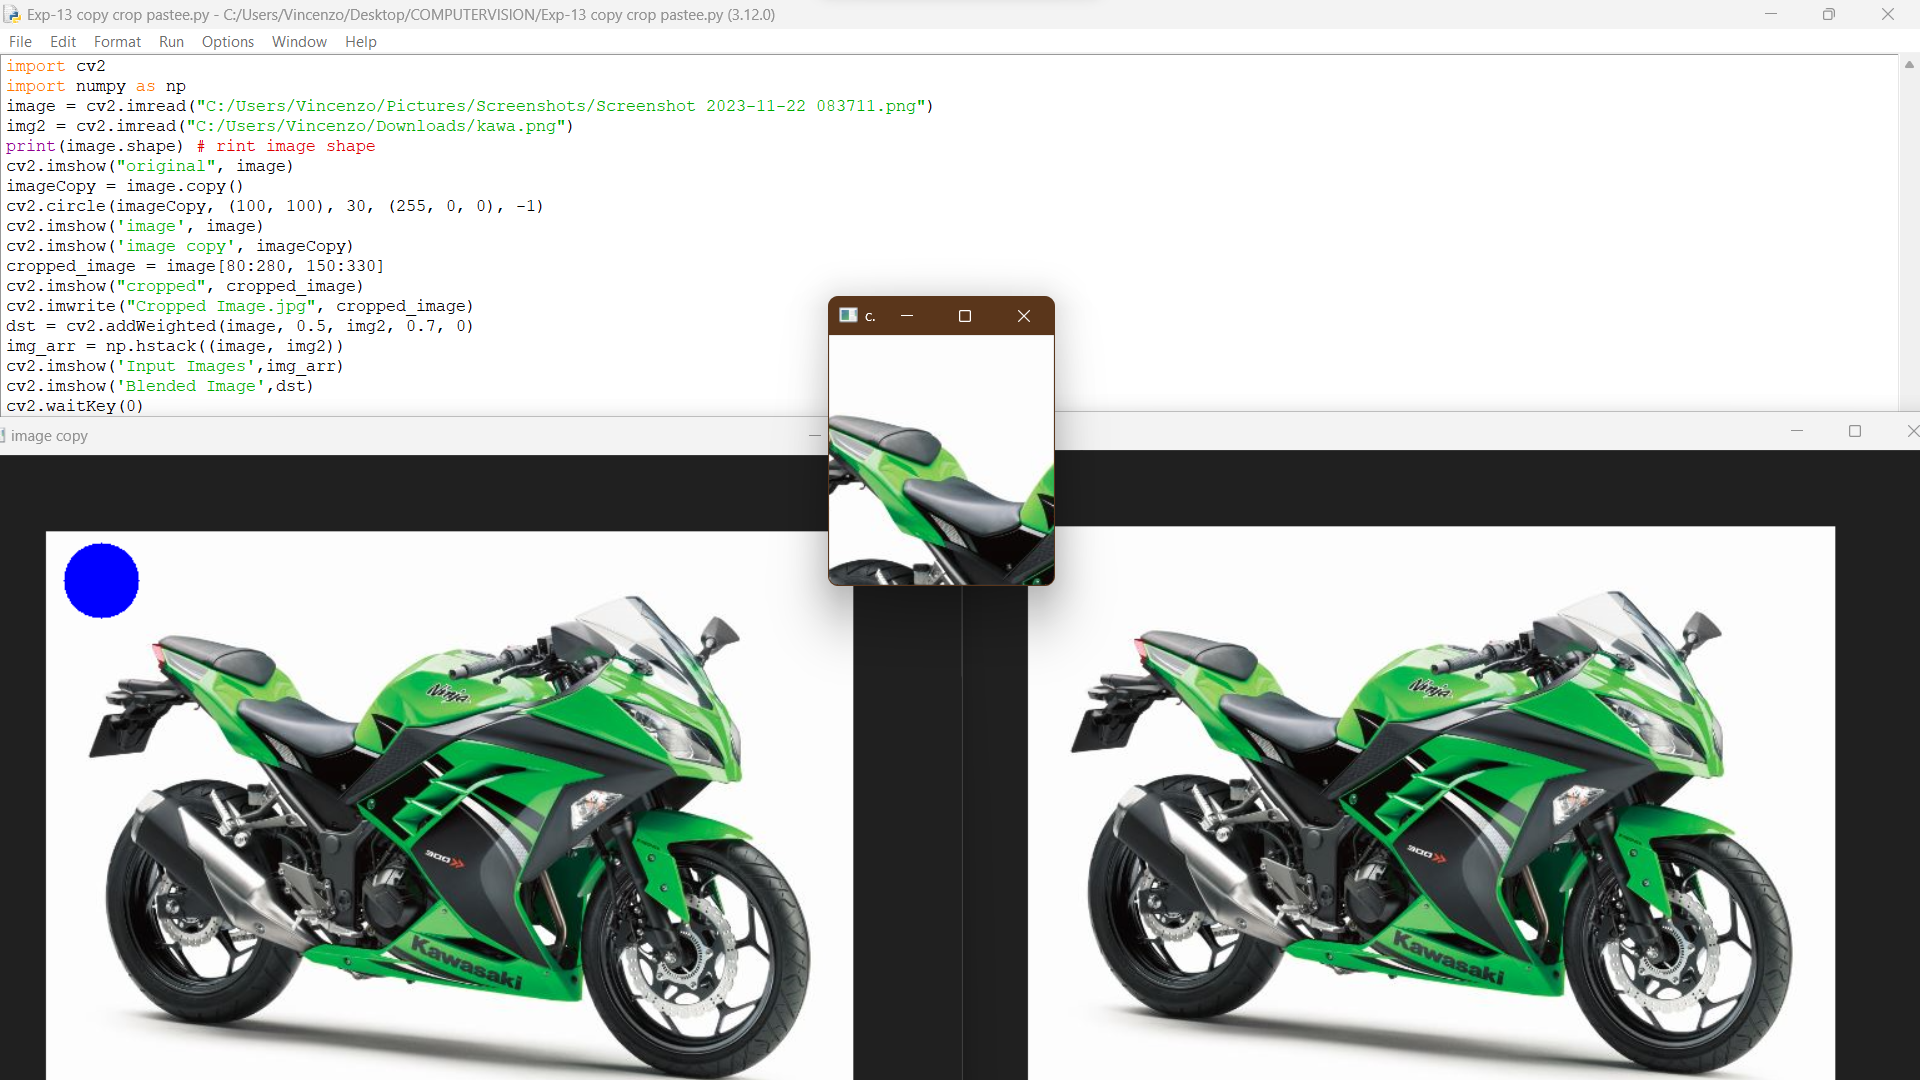 Exp-13 copy crop pastee.py - C:/Users/Vincenzo/Desktop/COMPUTERVISION/Exp-13 copy crop pastee.py (3.12.0)
File Edit Format Run Options Window Help
import cv2
import numpy as np
image = cv2.imread("C:/Users/Vincenzo/Pictures/Screenshots/Screenshot 2023-11-22 083711.png")
img2 = cv2.imread("C:/Users/Vincenzo/Downloads/kawa.png")
print(image.shape) # rint image shape
cv2.imshow("original", image)
imageCopy = image.copy()
cv2.circle(imageCopy, (100, 100), 30, (255, 0, 0), -1)
cv2.imshow('image', image)
cv2.imshow('image copy', imageCopy)
cropped_image = image[80:280, 150:330]
cv2.imshow("cropped", cropped_image)
cv2.imwrite("Cropped Image.jpg", cropped_image)
dst = cv2.addWeighted(image, 0.5, img2, 0.7, 0)
img_arr = np.hstack((image, img2))
cv2.imshow('Input Images',img_arr)
cv2.imshow('Blended Image',dst)
cv2.waitKey(0)
c.
image copy
Ninja
300
Kawasaki
Ninja
300
Kawasaki